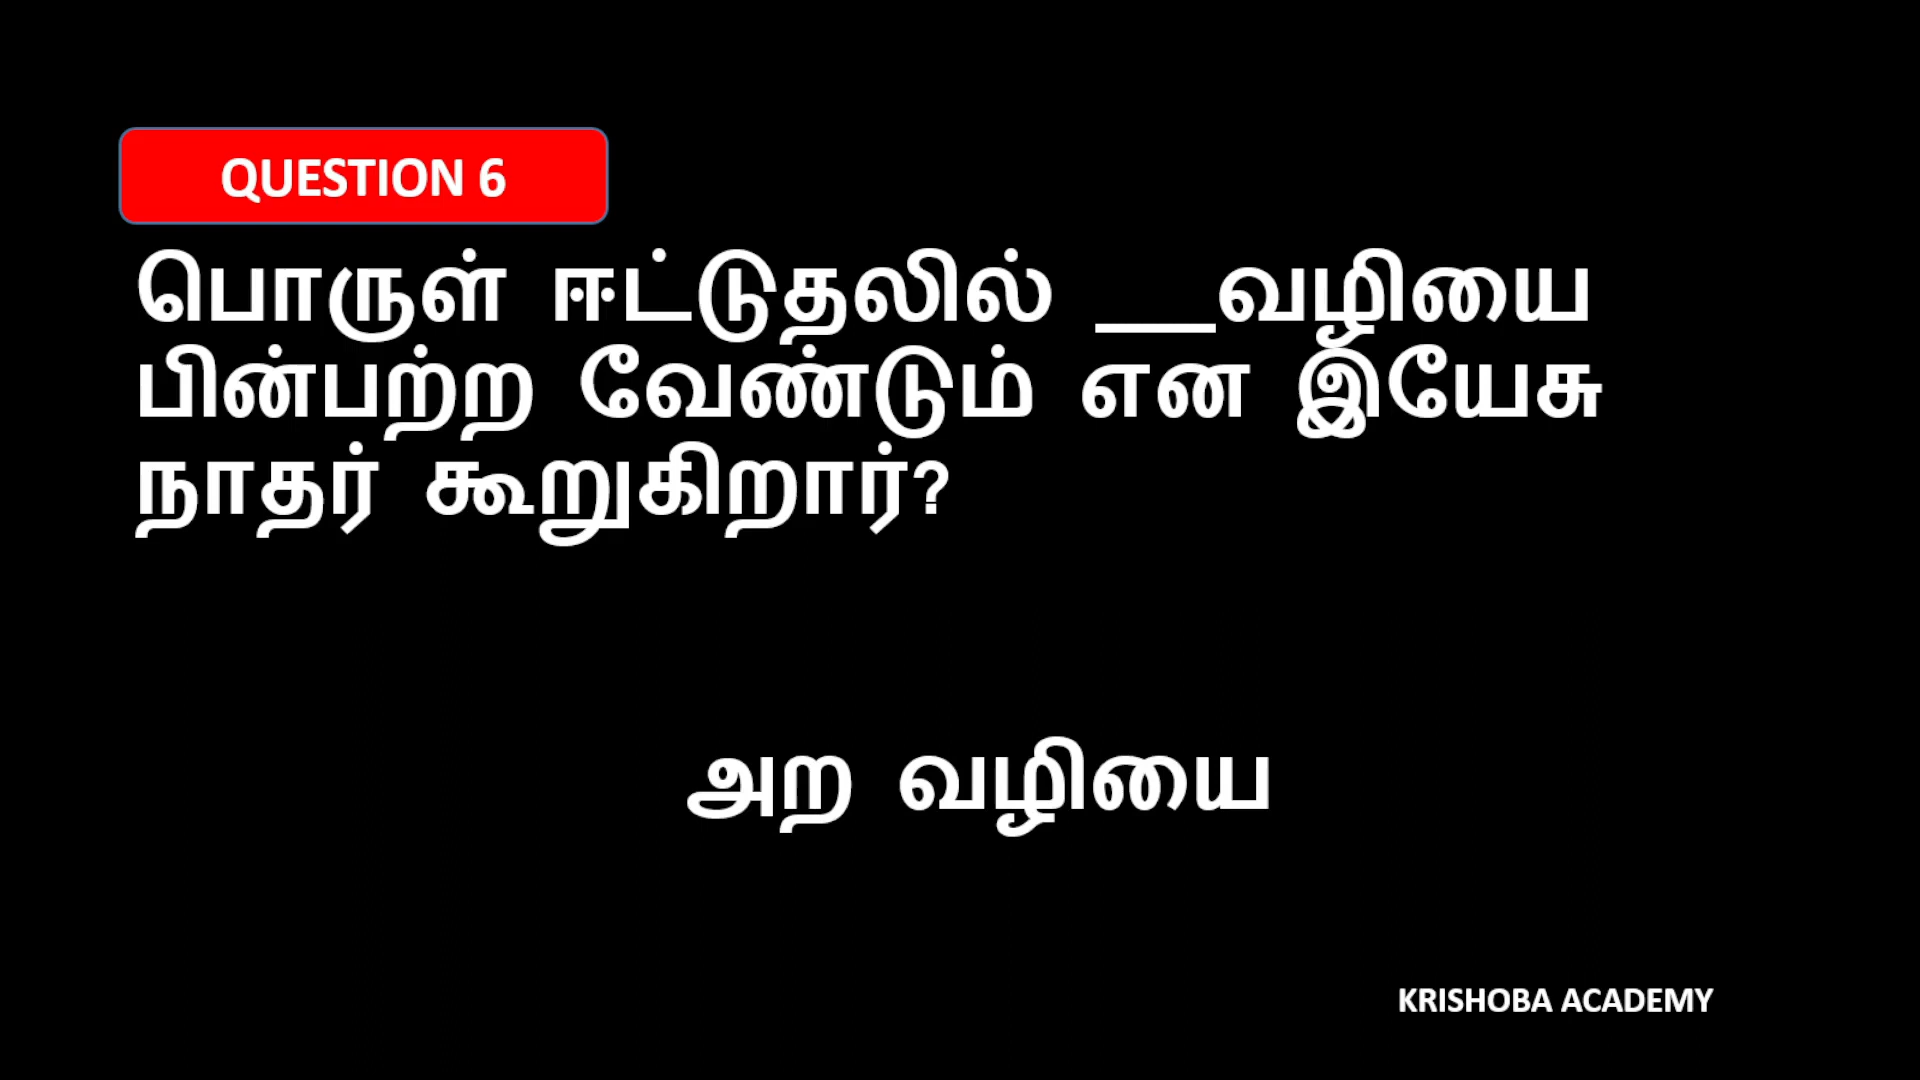 QUESTION 6
பொருள் ஈட்டுதலில் ___வழியை
பின்பற்ற வேண்டும் என இயேசு
நாதர் கூறுகிறார்?
அற வழியை
KRISHOBA ACADEMY